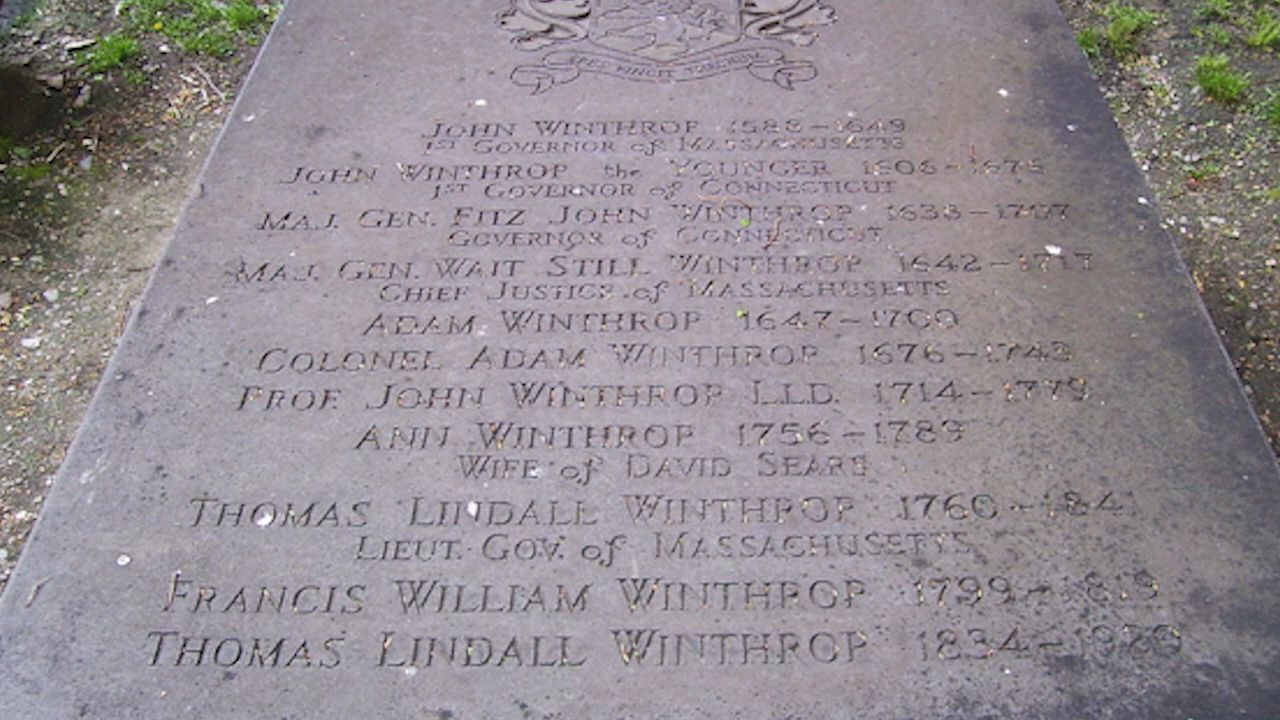 SPES VINCIT THRONUM
JOHN WINTHROP 1588–1649
1ST GOVERNOR of MASSACHUSETTS
JOHN WINTHROP the YOUNGER 1606–1676
1ST GOVERNOR of CONNECTICUT
MAJ. GEN. FITZ JOHN WINTHROP 1638–1707
GOVERNOR of CONNECTICUT
MAJ. GEN. WAIT STILL WINTHROP 1642–1717
CHIEF JUSTICE of MASSACHUSETTS
ADAM WINTHROP 1647–1700
COLONEL ADAM WINTHROP 1676–1743
PROF JOHN WINTHROP L.L.D. 1714–1779
ANN WINTHROP 1756–1789
WIFE of DAVID SEARS
THOMAS LINDALL WINTHROP 1760–1841
LIEUT. GOV. of MASSACHUSETTS
FRANCIS WILLIAM WINTHROP 1799–1819
THOMAS LINDALL WINTHROP 1834–